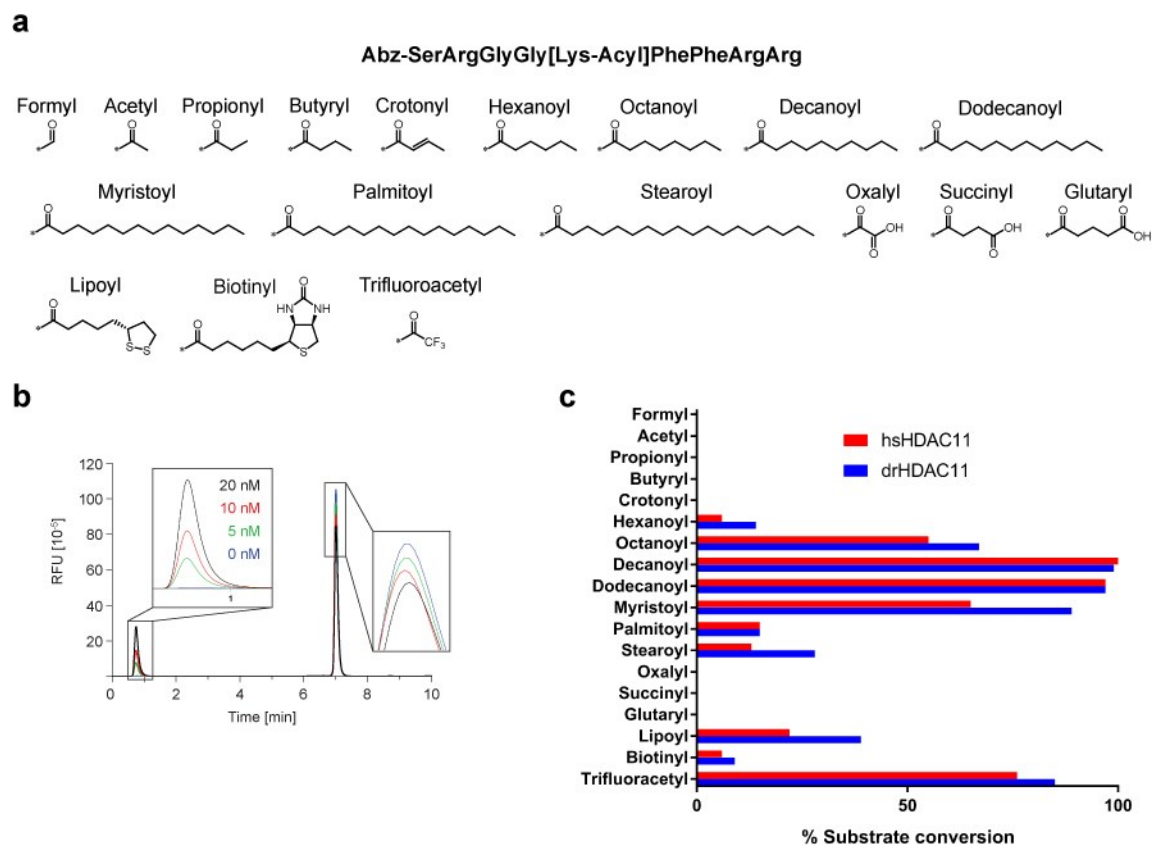 a
Abz-SerArgGlyGly[Lys-Acyl]PhePheArgArg
Formyl Acetyl Propionyl Butyryl Crotonyl Hexanoyl Octanoyl Decanoyl Dodecanoyl
O O O O O O O O O
Myristoyl Palmitoyl Stearoyl Oxalyl Succinyl Glutaryl
O O O O OH O O OH O O OH O
Lipoyl Biotinyl Trifluoroacetyl
O S S O O HN NH S O CF3
b
RFU [10-5]
120
100
80
60
40
20
0 2 4 6 8 10
Time [min]
20 nM
10 nM
5 nM
0 nM
1
c
hsHDAC11
drHDAC11
Formyl
Acetyl
Propionyl
Butyryl
Crotonyl
Hexanoyl
Octanoyl
Decanoyl
Dodecanoyl
Myristoyl
Palmitoyl
Stearoyl
Oxalyl
Succinyl
Glutaryl
Lipoyl
Biotinyl
Trifluoracetyl
0 50 100
% Substrate conversion